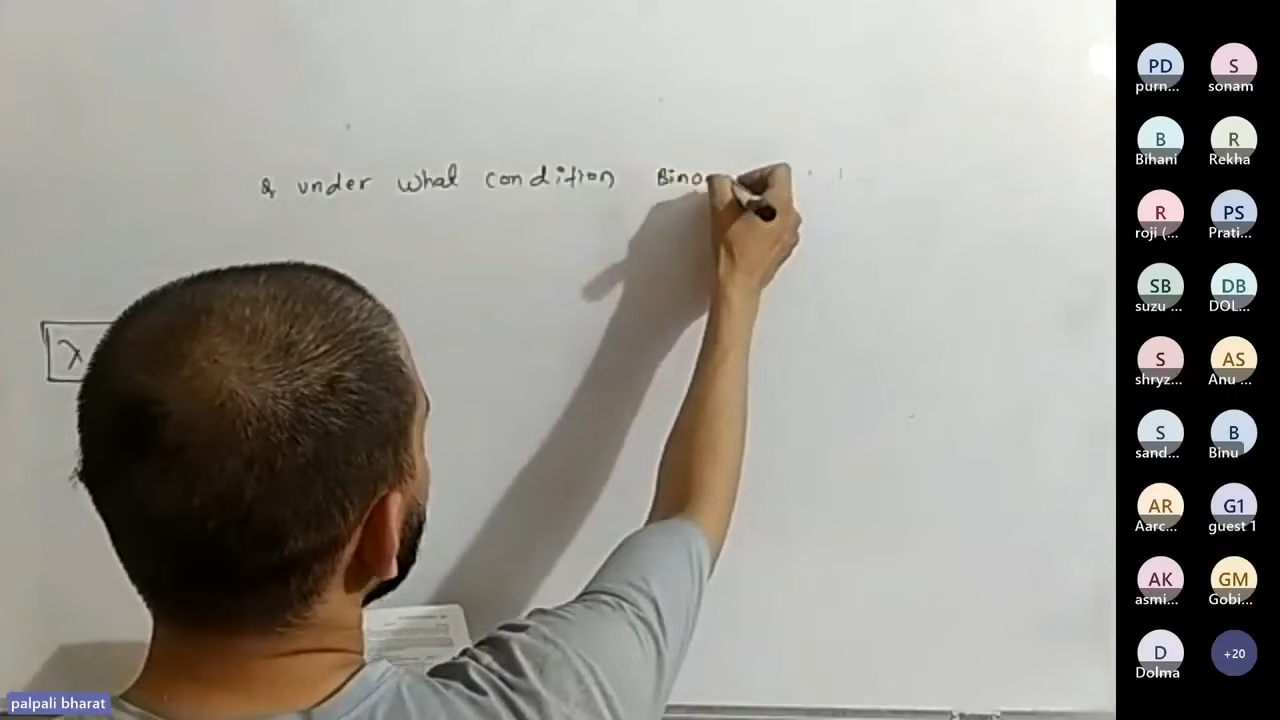 Q under what condition Bino
λ
PD S
purn... sonam
B R
Bihani Rekha
R PS
roji (... Prati...
SB DB
suzu ... DOL...
S AS
shryz... Anu ...
S B
sand... Binu
AR G1
Aarc... guest 1
AK GM
asmi... Gobi...
D +20
Dolma
palpali bharat